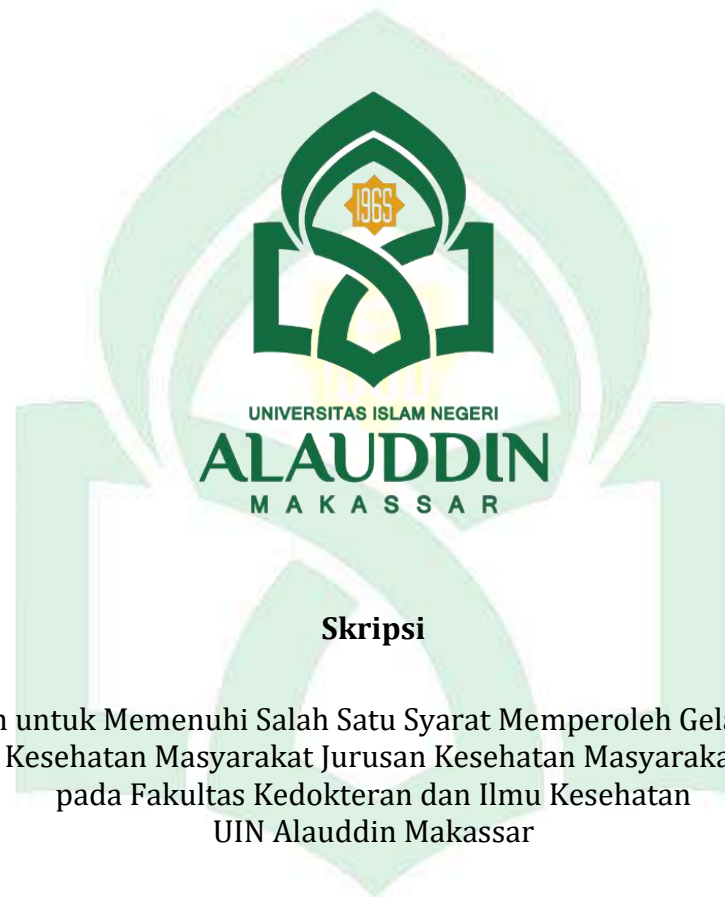 1965
UNIVERSITAS ISLAM NEGERI
ALAUDDIN
MAKASSAR
Skripsi
untuk Memenuhi Salah Satu Syarat Memperoleh
Kesehatan Masyarakat Jurusan Kesehatan
pada Fakultas Kedokteran dan Ilmu Kesehatan
UIN Alauddin Makassar